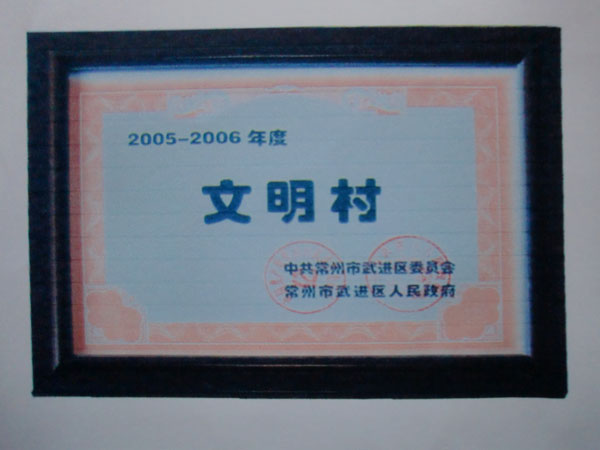 2005-2006 年度
文明村
中共常州市武进区委员会
常州市武进区人民政府